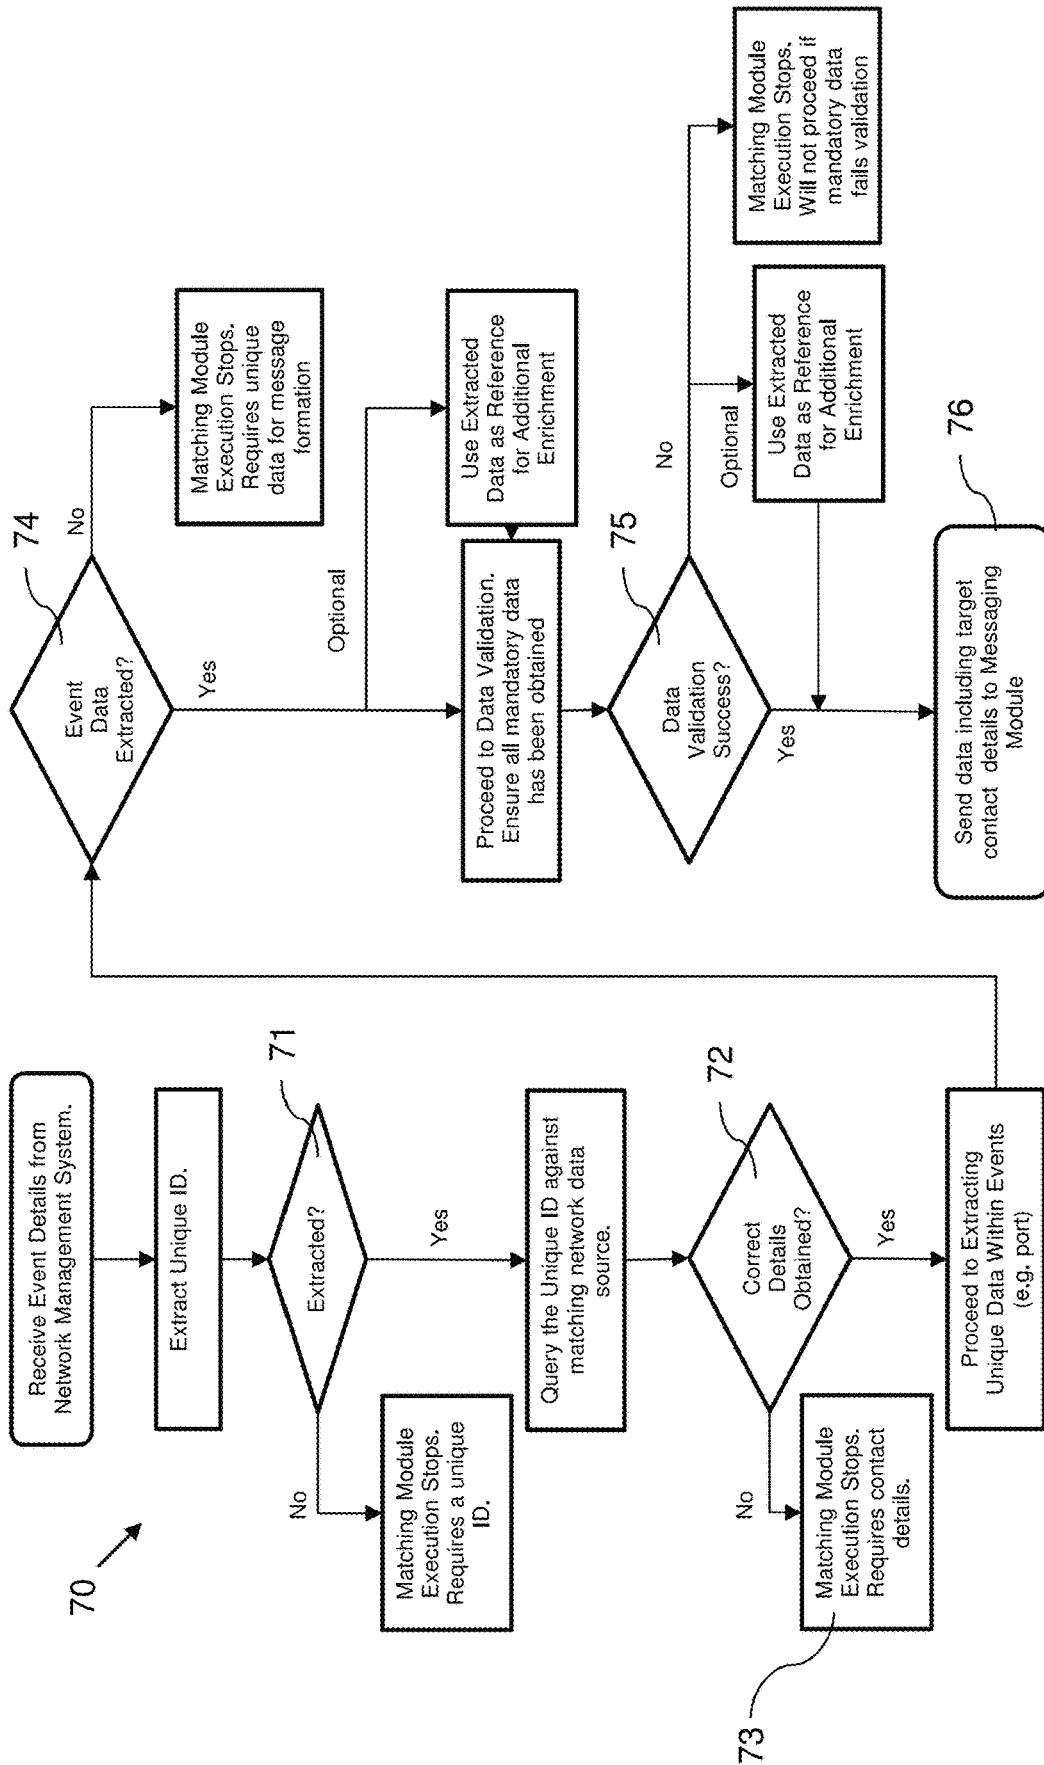 70
Receive Event Details from
Network Management System.
Extract Unique ID.
71
Extracted?
No
Matching Module
Execution Stops.
Requires a unique
ID.
Yes
Query the Unique ID against
matching network data
source.
72
Correct
Details
Obtained?
No
Matching Module
Execution Stops.
Requires contact
details.
73
Yes
Proceed to Extracting
Unique Data Within Events
(e.g. port)
74
Event
Data
Extracted?
No
Matching Module
Execution Stops.
Requires unique
data for message
formation
Yes
Optional
Use Extracted
Data as Reference
for Additional
Enrichment
Proceed to Data Validation.
Ensure all mandatory data
has been obtained
75
Data
Validation
Success?
No
Matching Module
Execution Stops.
Will not proceed if
mandatory data
fails validation
Optional
Use Extracted
Data as Reference
for Additional
Enrichment
Yes
Send data including target
contact details to Messaging
Module
76